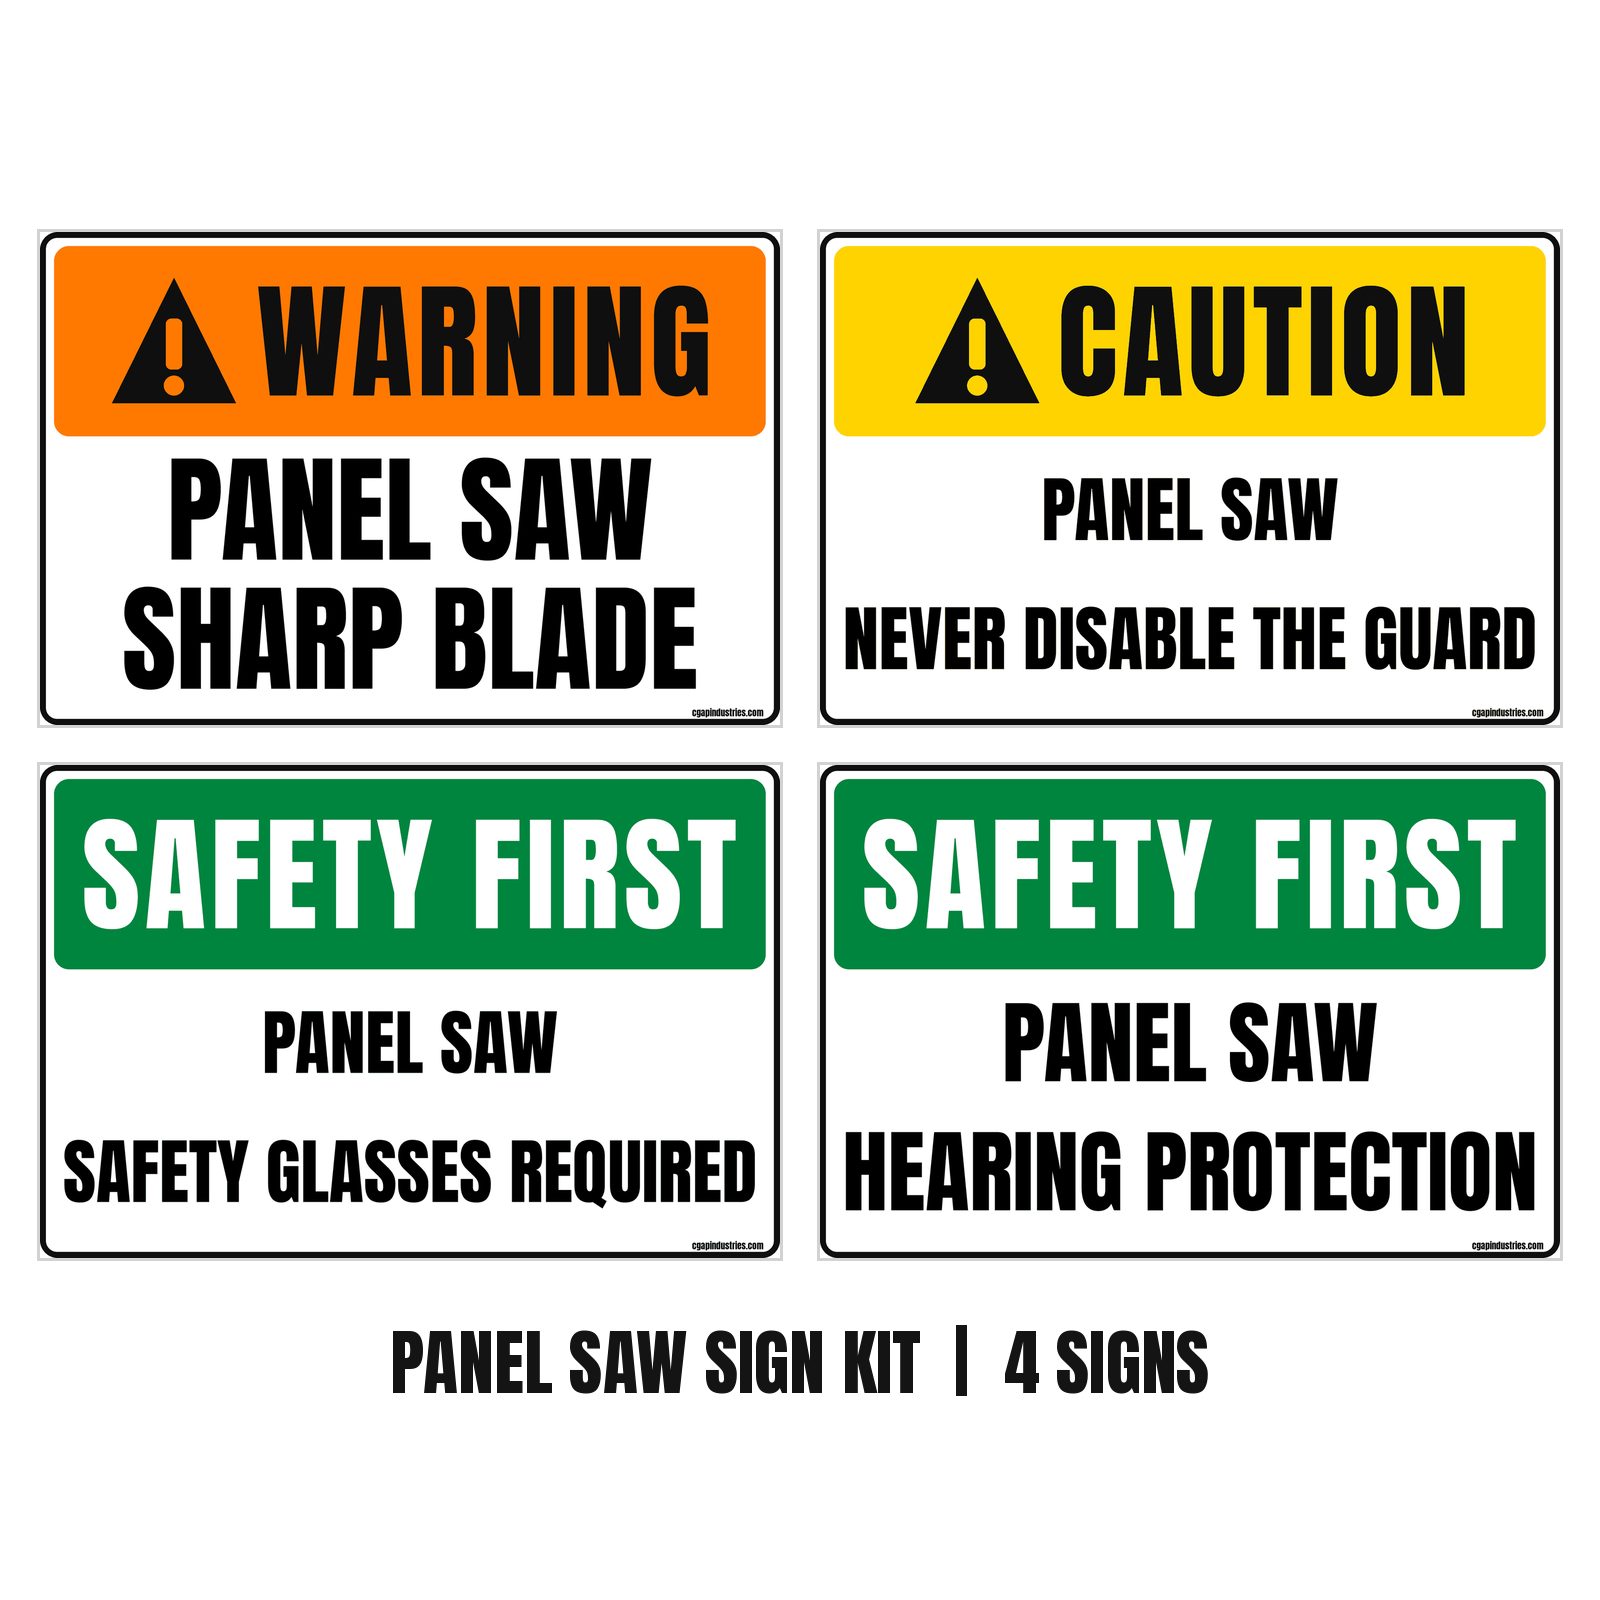 WARNING
PANEL SAW
SHARP BLADE
cgapindustries.com
CAUTION
PANEL SAW
NEVER DISABLE THE GUARD
cgapindustries.com
SAFETY FIRST
PANEL SAW
SAFETY GLASSES REQUIRED
cgapindustries.com
SAFETY FIRST
PANEL SAW
HEARING PROTECTION
cgapindustries.com
PANEL SAW SIGN KIT | 4 SIGNS